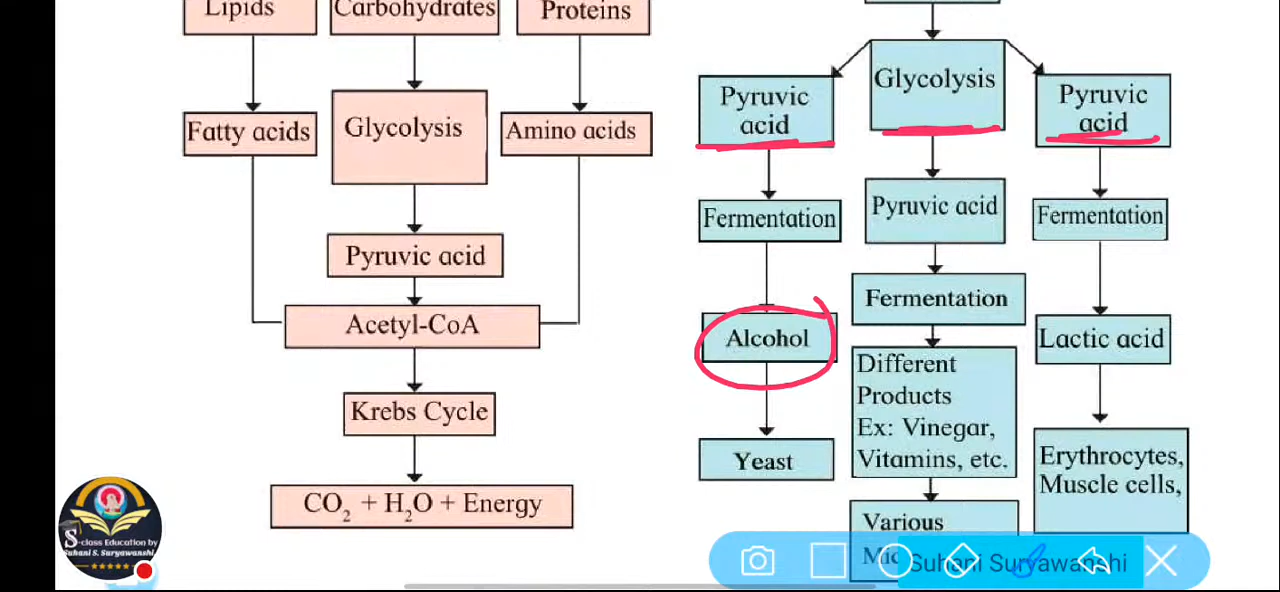 Lipids
Carbohydrates
Proteins
Fatty acids
Glycolysis
Amino acids
Pyruvic acid
Acetyl-CoA
Krebs Cycle
CO₂ + H₂O + Energy
Glycolysis
Pyruvic
acid
Fermentation
Alcohol
Yeast
Pyruvic acid
Fermentation
Different
Products
Ex: Vinegar,
Vitamins, etc.
Various
Pyruvic
acid
Fermentation
Lactic acid
Erythrocytes,
Muscle cells,
S-class Education by
Suhani S. Suryawanshi
Suhani Suryawanshi